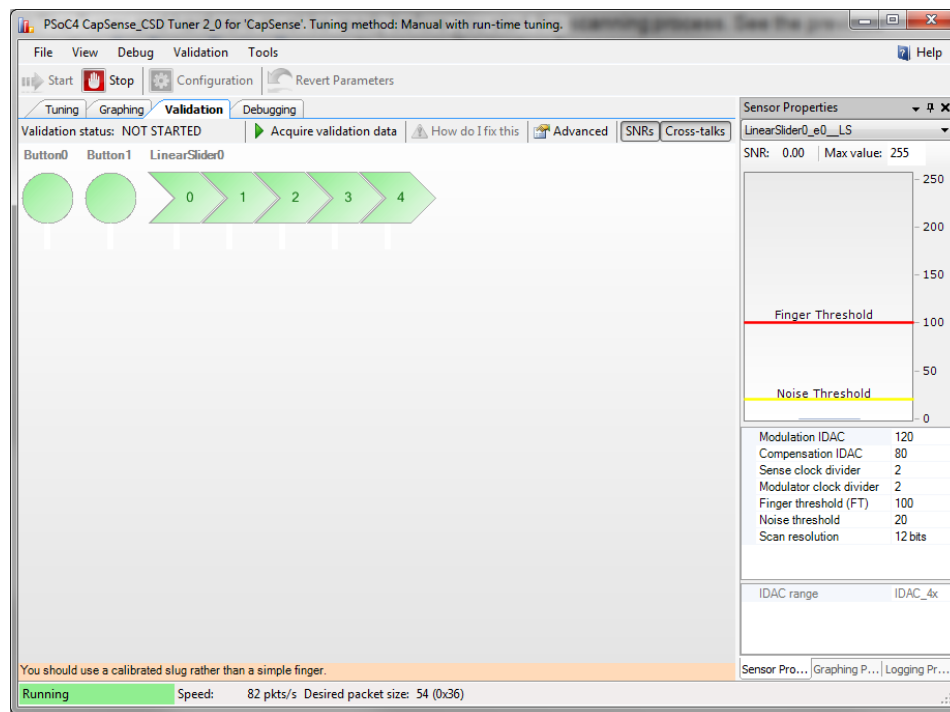 PSoC4 CapSense_CSD Tuner 2_0 for 'CapSense'. Tuning method: Manual with run-time tuning.
scanning process. See the prev
File View Debug Validation Tools Help
Start Stop Configuration Revert Parameters
Tuning Graphing Validation Debugging
Validation status: NOT STARTED Acquire validation data How do I fix this Advanced SNRs Cross-talks
Button0 Button1 LinearSlider0
0 1 2 3 4
Sensor Properties
LinearSlider0_e0__LS
SNR: 0.00 Max value: 255
250
200
150
Finger Threshold
100
50
Noise Threshold
0
Modulation IDAC 120
Compensation IDAC 80
Sense clock divider 2
Modulator clock divider 2
Finger threshold (FT) 100
Noise threshold 20
Scan resolution 12 bits
IDAC range IDAC_4x
You should use a calibrated slug rather than a simple finger.
Sensor Pro... Graphing P... Logging Pr...
Running Speed: 82 pkts/s Desired packet size: 54 (0x36)